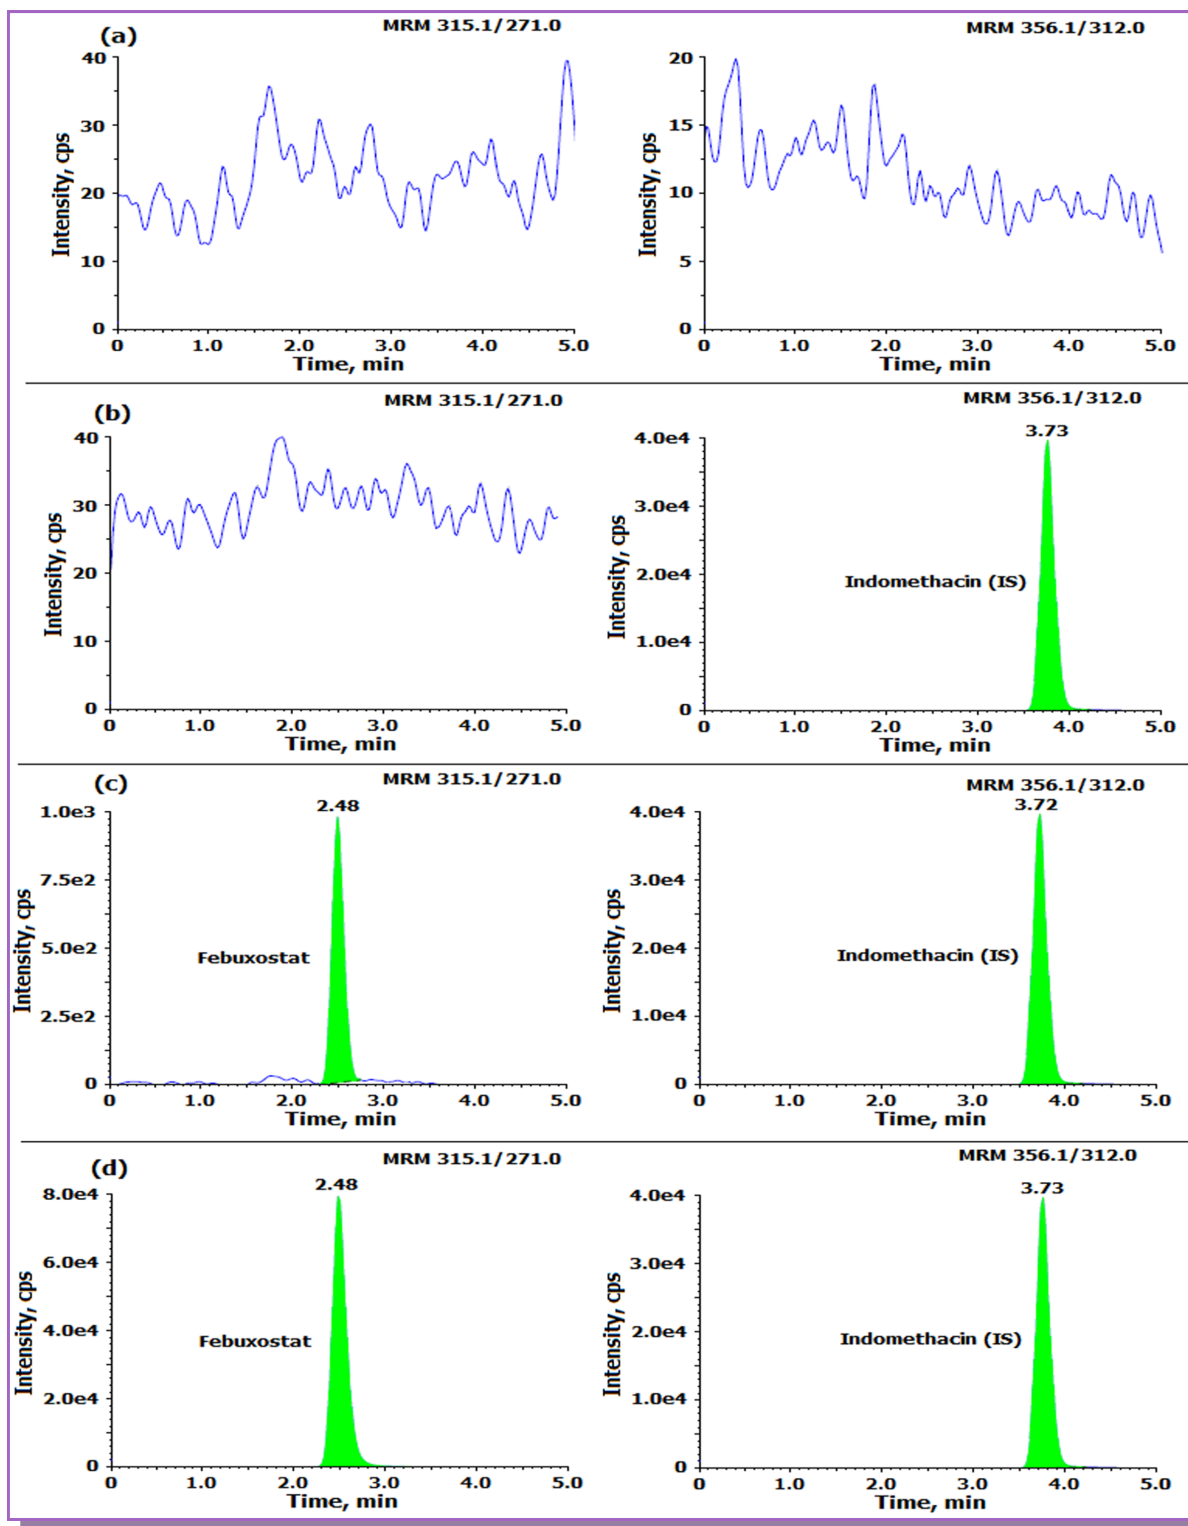 (a)
MRM 315.1/271.0
40
30
20
10
0
Intensity, cps
0 1.0 2.0 3.0 4.0 5.0
Time, min
MRM 356.1/312.0
20
15
10
5
0
Intensity, cps
0 1.0 2.0 3.0 4.0 5.0
Time, min
(b)
MRM 315.1/271.0
40
30
20
10
0
Intensity, cps
0 1.0 2.0 3.0 4.0 5.0
Time, min
MRM 356.1/312.0
3.73
4.0e4
3.0e4
2.0e4
1.0e4
0
Intensity, cps
Indomethacin (IS)
0 1.0 2.0 3.0 4.0 5.0
Time, min
(c)
MRM 315.1/271.0
2.48
1.0e3
7.5e2
5.0e2
2.5e2
0
Intensity, cps
Febuxostat
0 1.0 2.0 3.0 4.0 5.0
Time, min
MRM 356.1/312.0
3.72
4.0e4
3.0e4
2.0e4
1.0e4
0
Intensity, cps
Indomethacin (IS)
0 1.0 2.0 3.0 4.0 5.0
Time, min
(d)
MRM 315.1/271.0
2.48
8.0e4
6.0e4
4.0e4
2.0e4
0
Intensity, cps
Febuxostat
0 1.0 2.0 3.0 4.0 5.0
Time, min
MRM 356.1/312.0
3.73
4.0e4
3.0e4
2.0e4
1.0e4
0
Intensity, cps
Indomethacin (IS)
0 1.0 2.0 3.0 4.0 5.0
Time, min